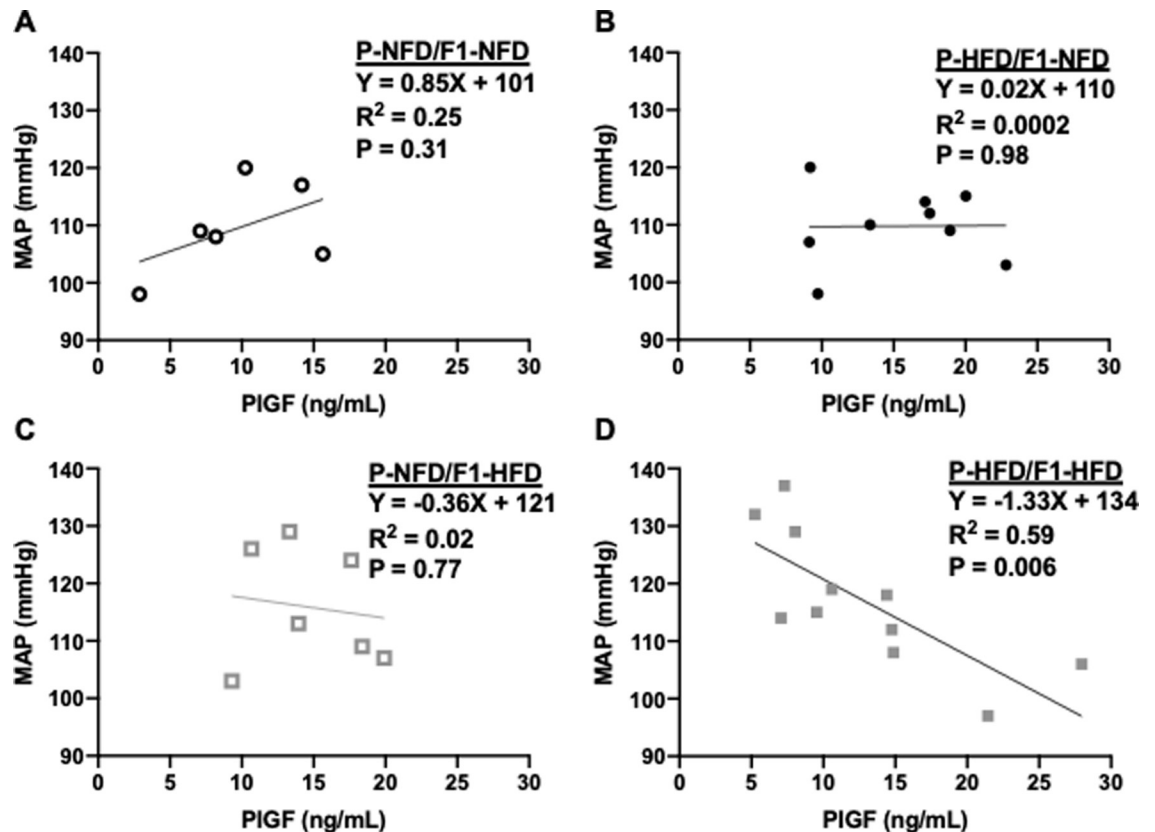 A
P-NFD/F1-NFD
Y = 0.85X + 101
R² = 0.25
P = 0.31
MAP (mmHg)
140
130
120
110
100
90
0 5 10 15 20 25 30
PlGF (ng/mL)
B
P-HFD/F1-NFD
Y = 0.02X + 110
R² = 0.0002
P = 0.98
MAP (mmHg)
140
130
120
110
100
90
0 5 10 15 20 25 30
PlGF (ng/mL)
C
P-NFD/F1-HFD
Y = -0.36X + 121
R² = 0.02
P = 0.77
MAP (mmHg)
140
130
120
110
100
90
0 5 10 15 20 25 30
PlGF (ng/mL)
D
P-HFD/F1-HFD
Y = -1.33X + 134
R² = 0.59
P = 0.006
MAP (mmHg)
140
130
120
110
100
90
0 5 10 15 20 25 30
PlGF (ng/mL)